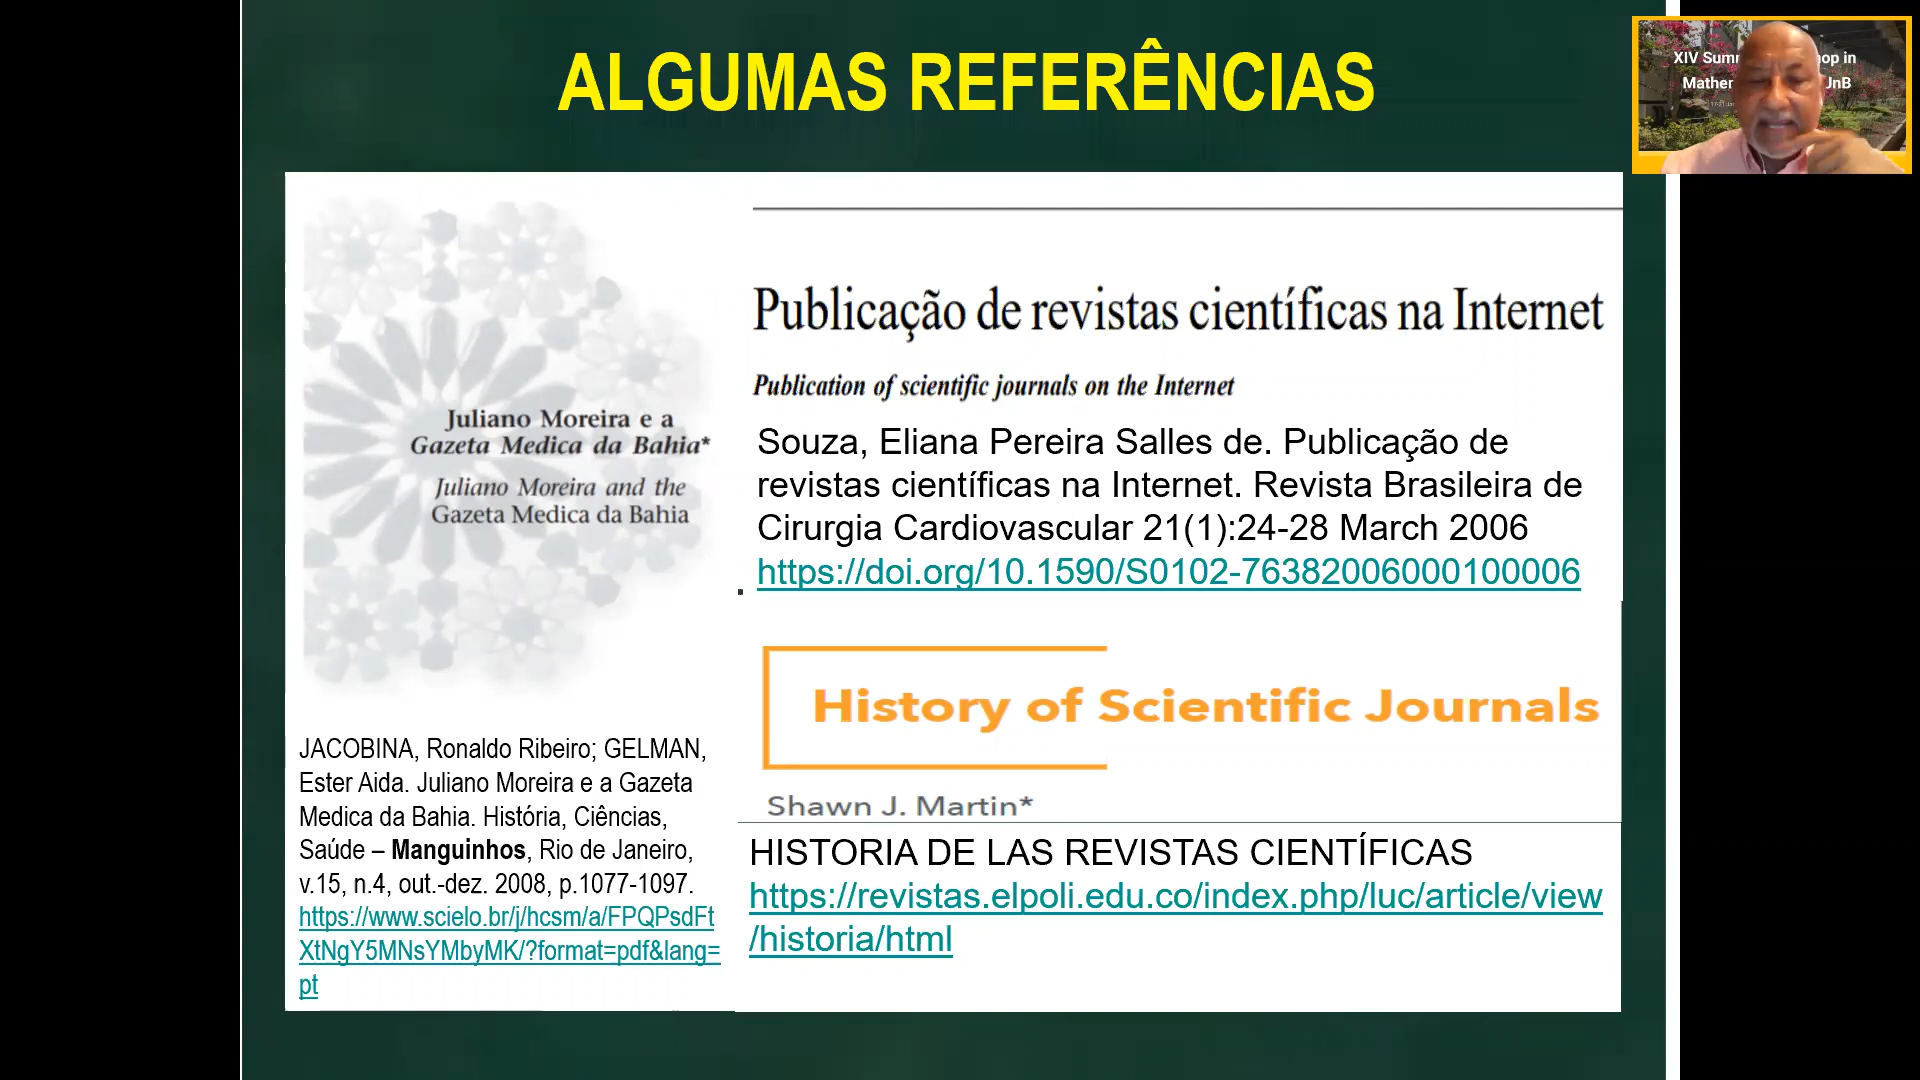 ALGUMAS REFERÊNCIAS
XIV
Juliano Moreira e a
Gazeta Medica da Bahia*
Juliano Moreira and the
Gazeta Medica da Bahia
JACOBINA, Ronaldo Ribeiro; GELMAN,
Ester Aida. Juliano Moreira e a Gazeta
Medica da Bahia. História, Ciências,
Saúde – Manguinhos, Rio de Janeiro,
v.15, n.4, out.-dez. 2008, p.1077-1097.
https://www.scielo.br/j/hcsm/a/FPQPsdFt
XtNgY5MNsYMbyMK/?format=pdf&lang=
pt
Publicação de revistas científicas na Internet
Publication of scientific journals on the Internet
Souza, Eliana Pereira Salles de. Publicação de
revistas científicas na Internet. Revista Brasileira de
Cirurgia Cardiovascular 21(1):24-28 March 2006
https://doi.org/10.1590/S0102-76382006000100006
History of Scientific Journals
Shawn J. Martin*
HISTORIA DE LAS REVISTAS CIENTÍFICAS
https://revistas.elpoli.edu.co/index.php/luc/article/view
/historia/html